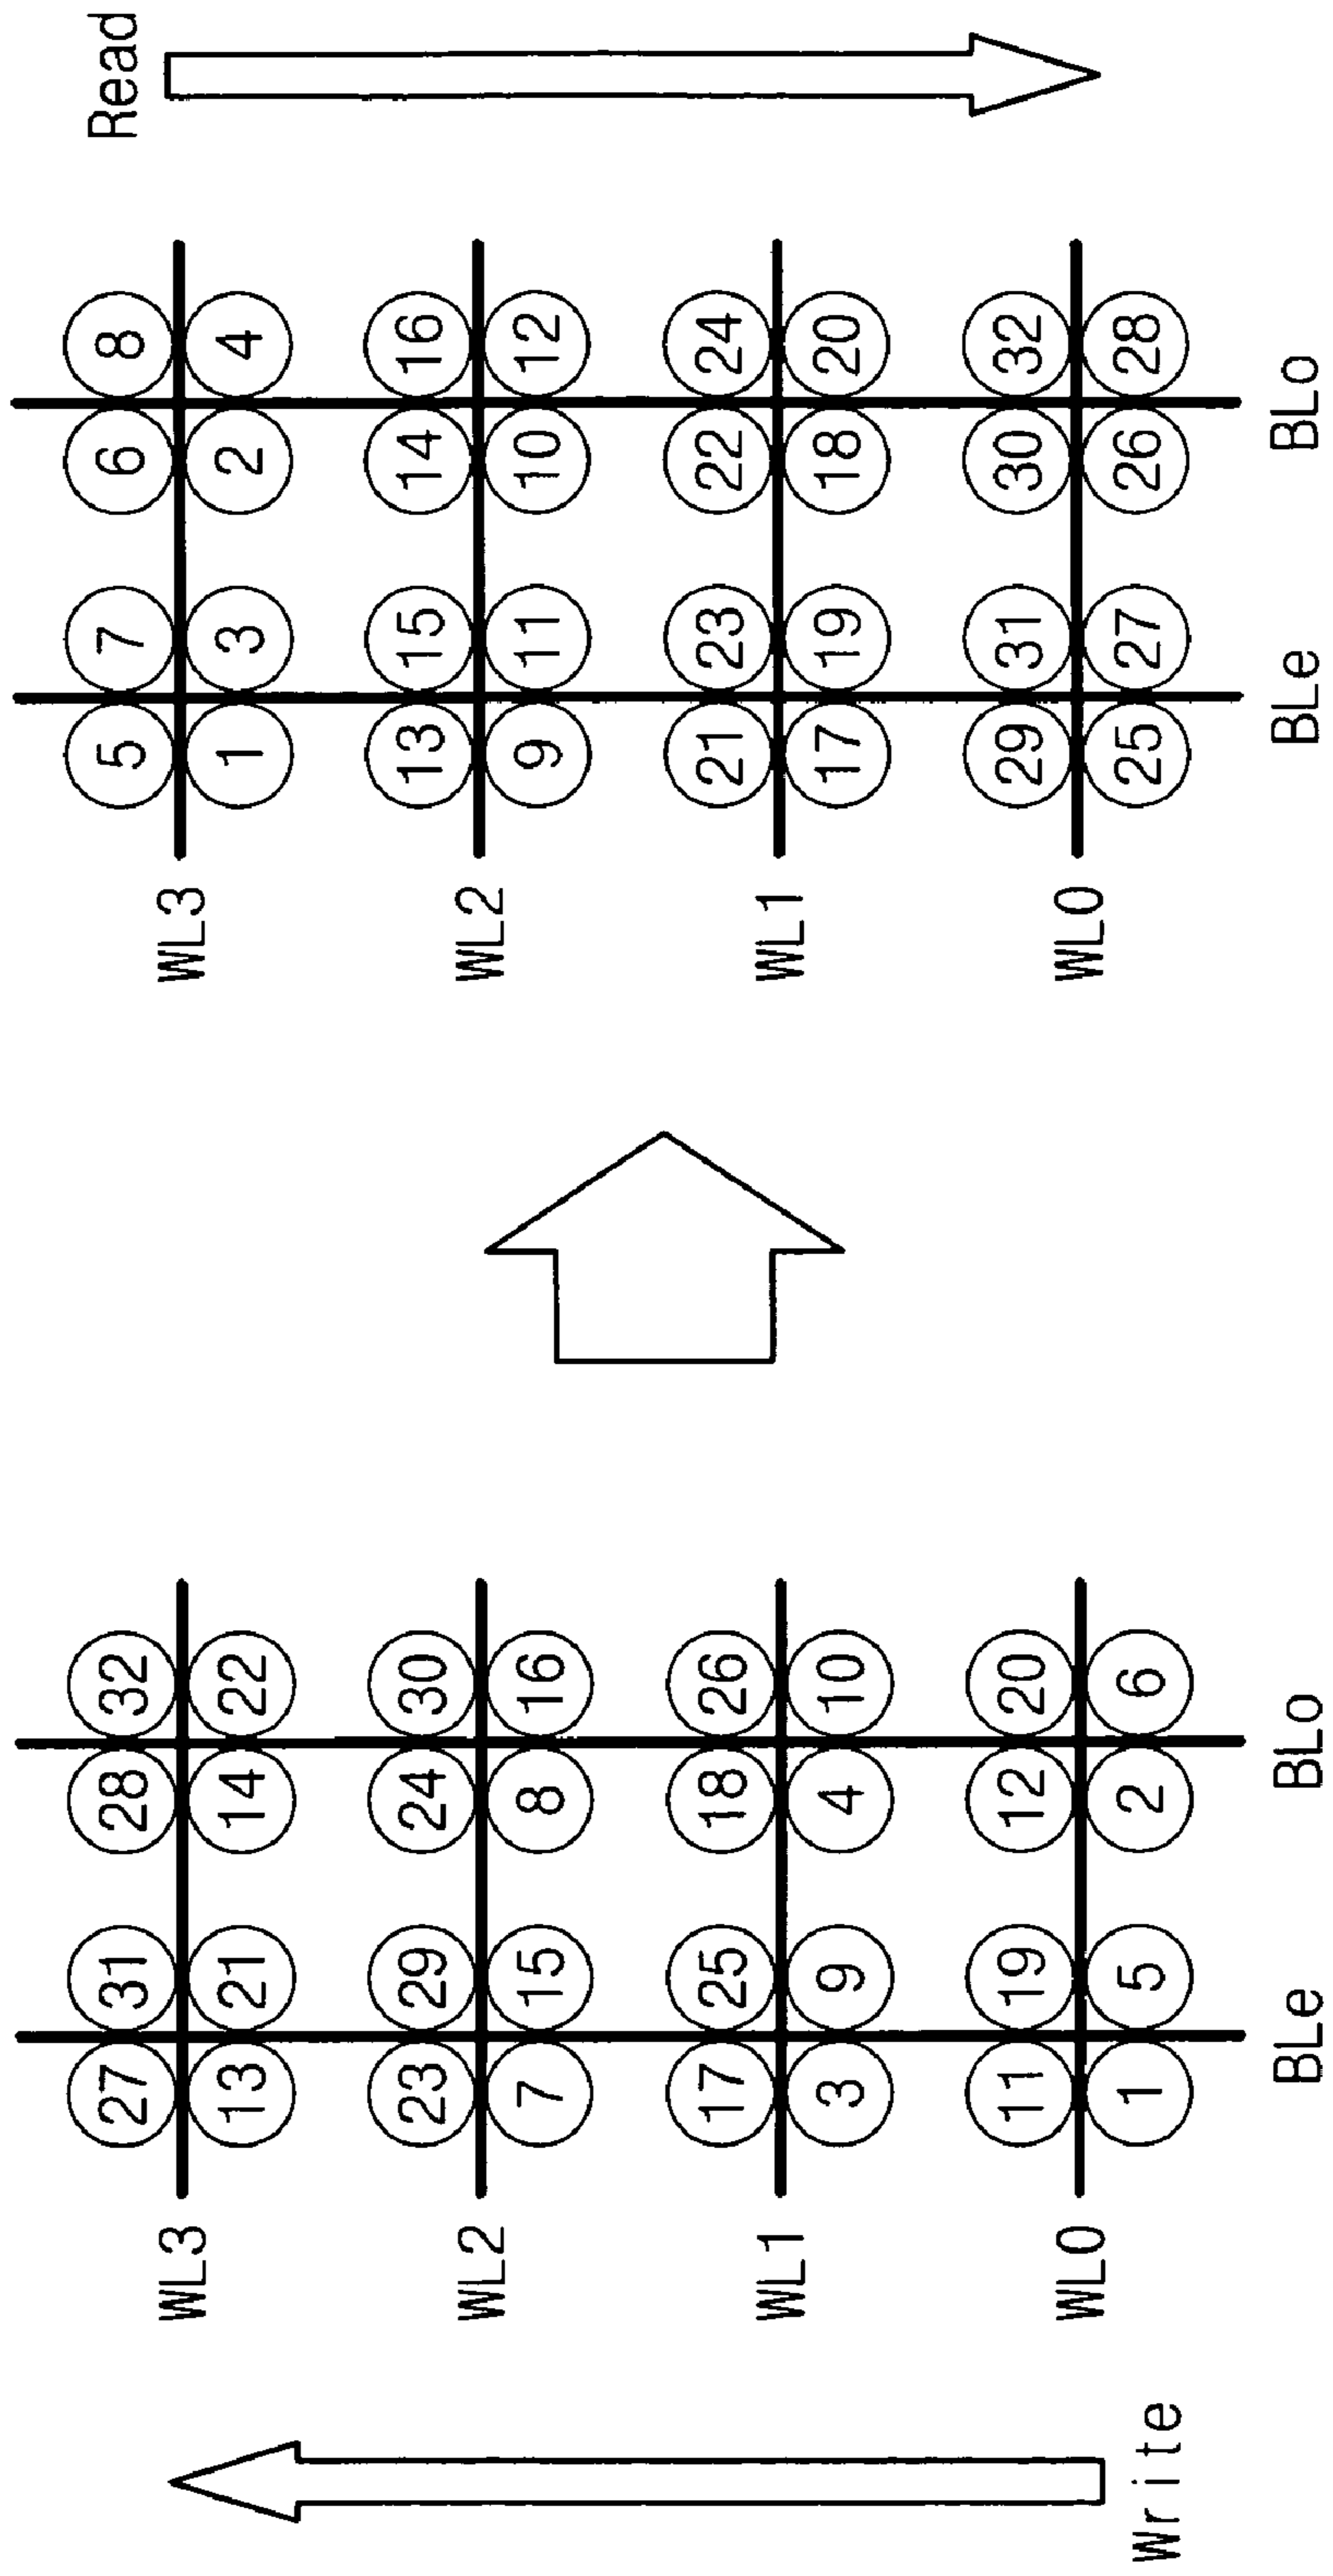 27 31 28 32
WL3
13 21 14 22
23 29 24 30
WL2
7 15 8 16
17 25 18 26
WL1
3 9 4 10
11 19 12 20
WL0
1 5 2 6
Write
BLe BLo
5 7 6 8
WL3
1 3 2 4
13 15 14 16
WL2
9 11 10 12
21 23 22 24
WL1
17 19 18 20
29 31 30 32
WL0
25 27 26 28
BLe BLo
Read